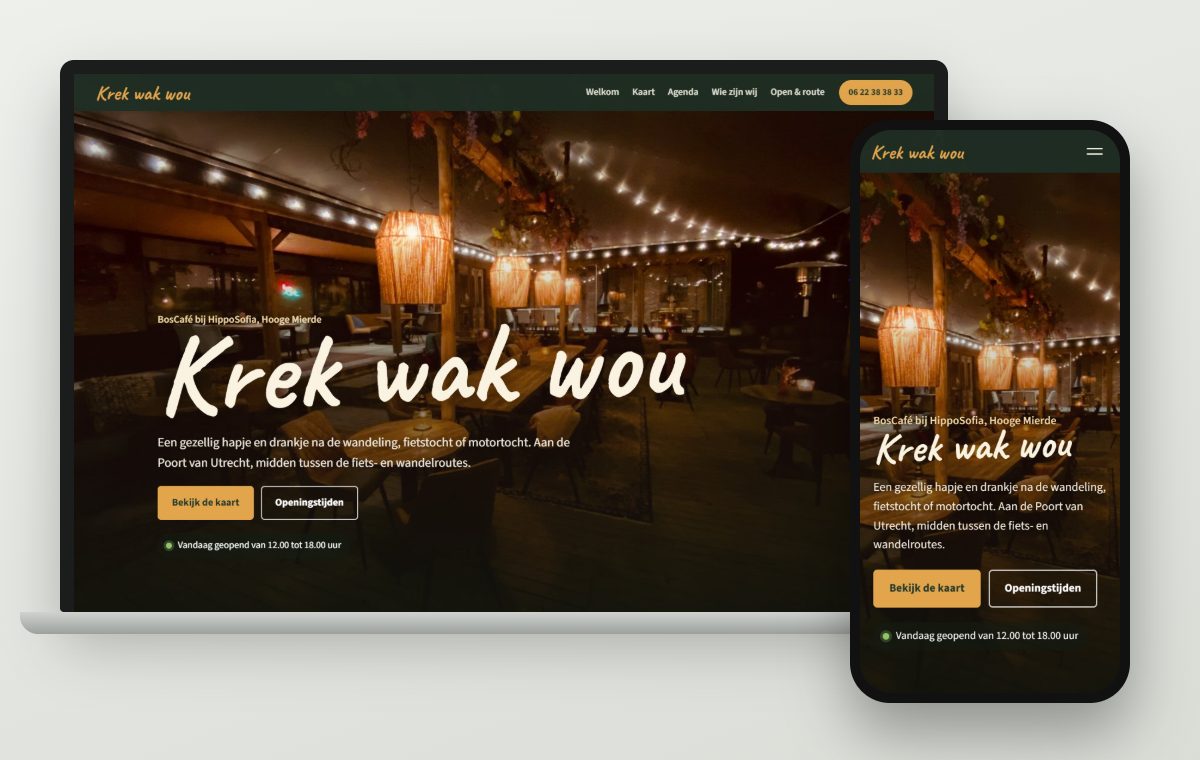 Krek wak wou
Welkom Kaart Agenda Wie zijn wij Open & route 06 22 38 38 33
BosCafé bij HippoSofia, Hooge Mierde
Krek wak wou
Een gezellig hapje en drankje na de wandeling, fietstocht of motortocht. Aan de
Poort van Utrecht, midden tussen de fiets- en wandelroutes.
Bekijk de kaart Openingstijden
Vandaag geopend van 12.00 tot 18.00 uur
Krek wak wou
BosCafé bij HippoSofia, Hooge Mierde
Krek wak wou
Een gezellig hapje en drankje na de wandeling,
fietstocht of motortocht. Aan de Poort van
Utrecht, midden tussen de fiets- en
wandelroutes.
Bekijk de kaart Openingstijden
Vandaag geopend van 12.00 tot 18.00 uur